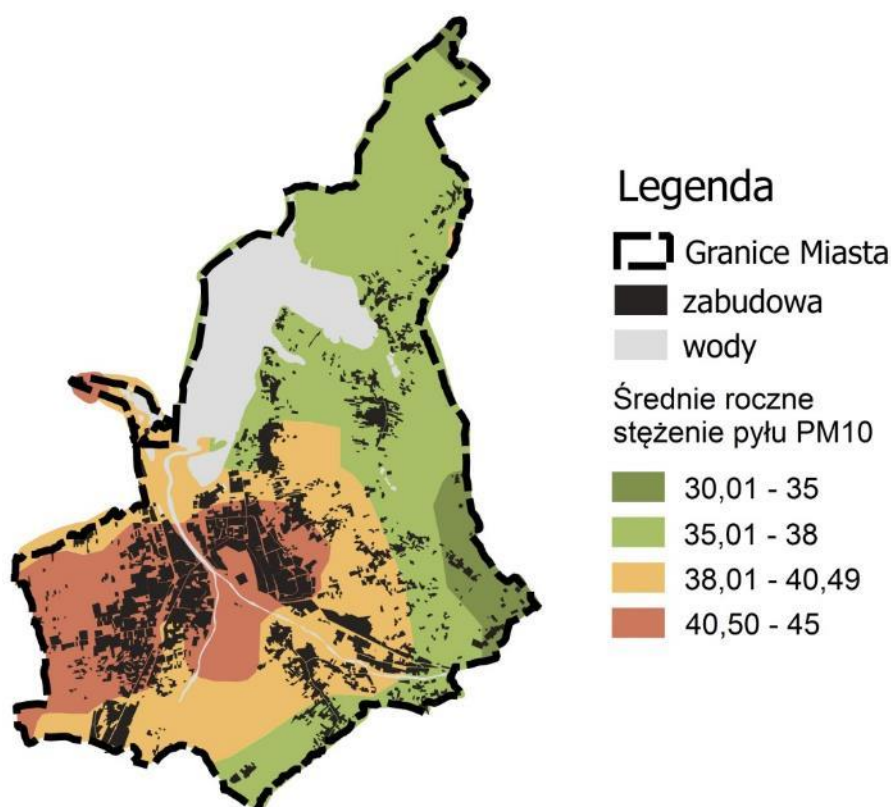 Legenda
Granice Miasta
zabudowa
wody
Średnie roczne
stężenie pyłu PM10
30,01 - 35
35,01 - 38
38,01 - 40,49
40,50 - 45